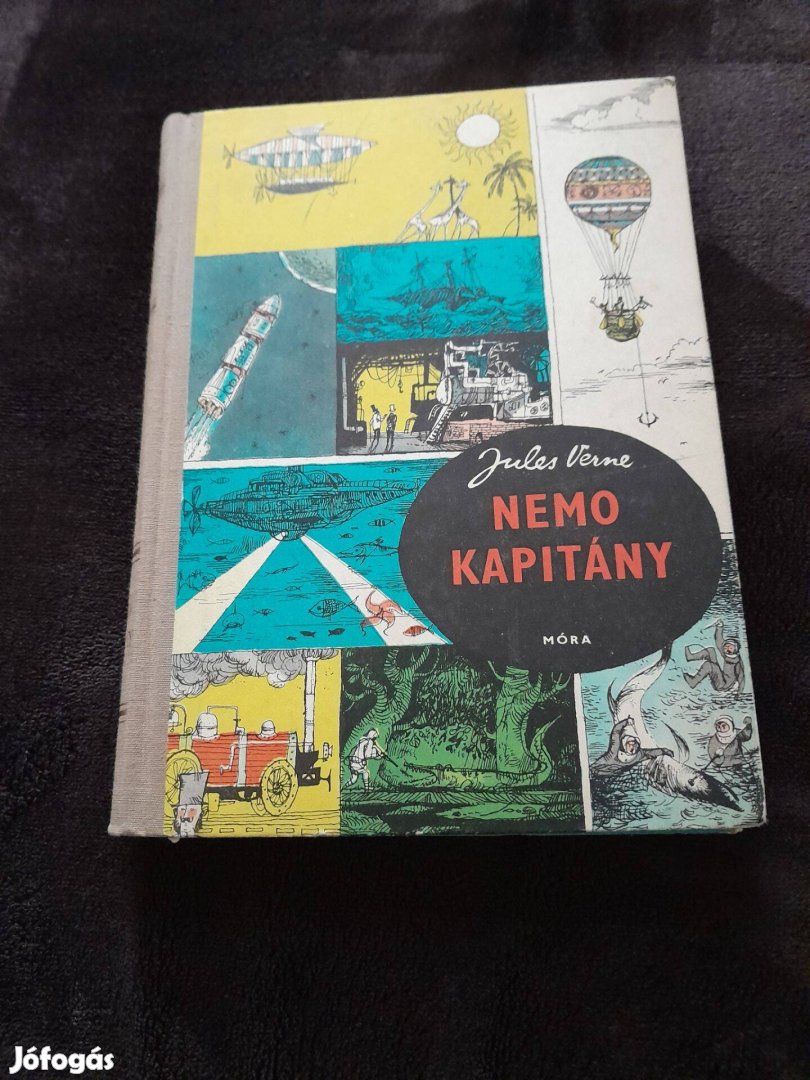 Jules Verne
NEMO
KAPITÁNY
MÓRA
Jófogás